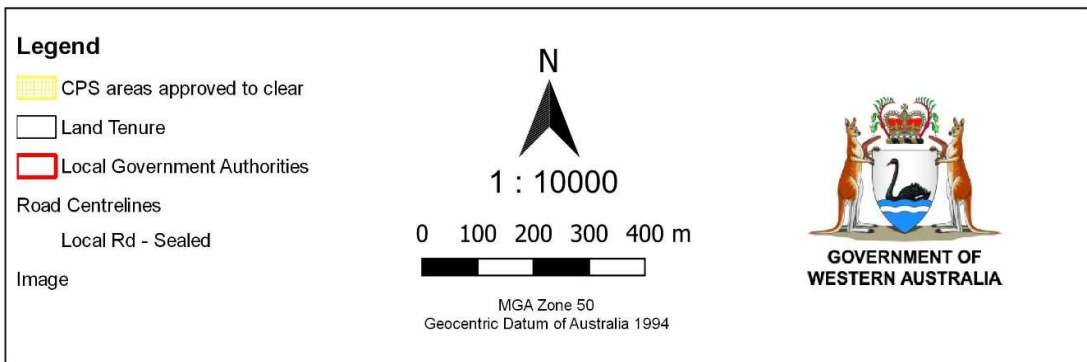 Legend
CPS areas approved to clear
Land Tenure
Local Government Authorities
Road Centrelines
Local Rd - Sealed
Image
N
1 : 10000
0 100 200 300 400 m
MGA Zone 50
Geocentric Datum of Australia 1994
GOVERNMENT OF
WESTERN AUSTRALIA